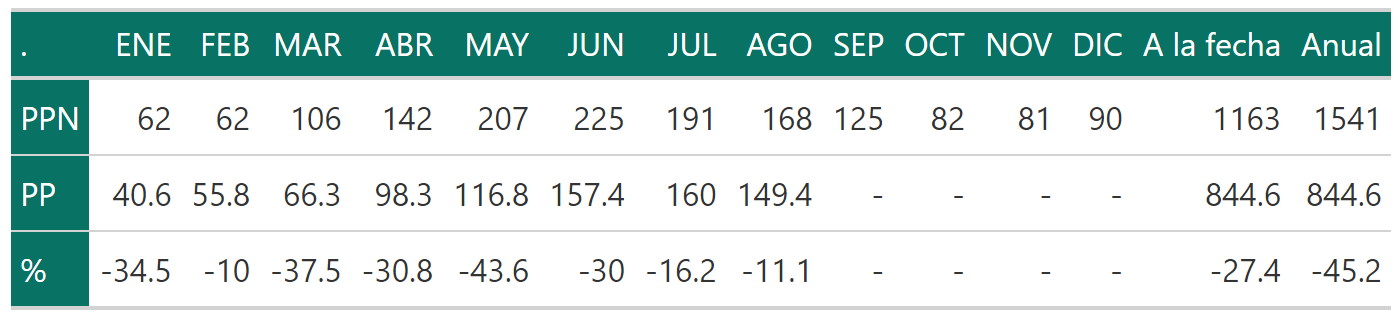 . ENE FEB MAR ABR MAY JUN JUL AGO SEP OCT NOV DIC A la fecha Anual
PPN 62 62 106 142 207 225 191 168 125 82 81 90 1163 1541
PP 40.6 55.8 66.3 98.3 116.8 157.4 160 149.4 - - - - 844.6 844.6
% -34.5 -10 -37.5 -30.8 -43.6 -30 -16.2 -11.1 - - - - -27.4 -45.2